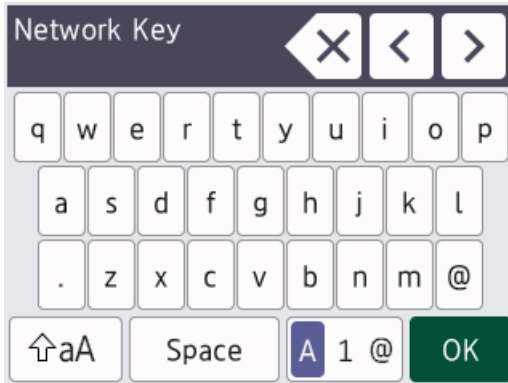 Network Key
q w e r t y u i o p
a s d f g h j k l
. z x c v b n m @
aA Space A 1 @ OK